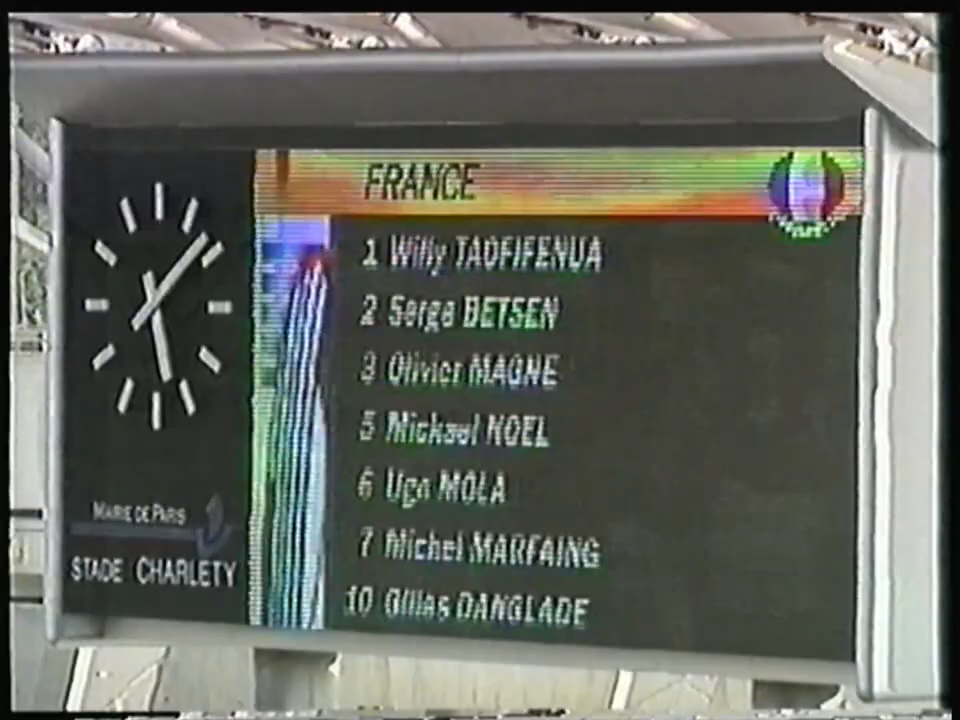 FRANCE
1 Willy TAOFIFENUA
2 Serge BETSEN
3 Olivier MAGNE
5 Mickael NOEL
6 Ugo MOLA
7 Michel MARFAING
10 Gilles DANGLADE
MAIRIE DE PARIS
STADE CHARLETY